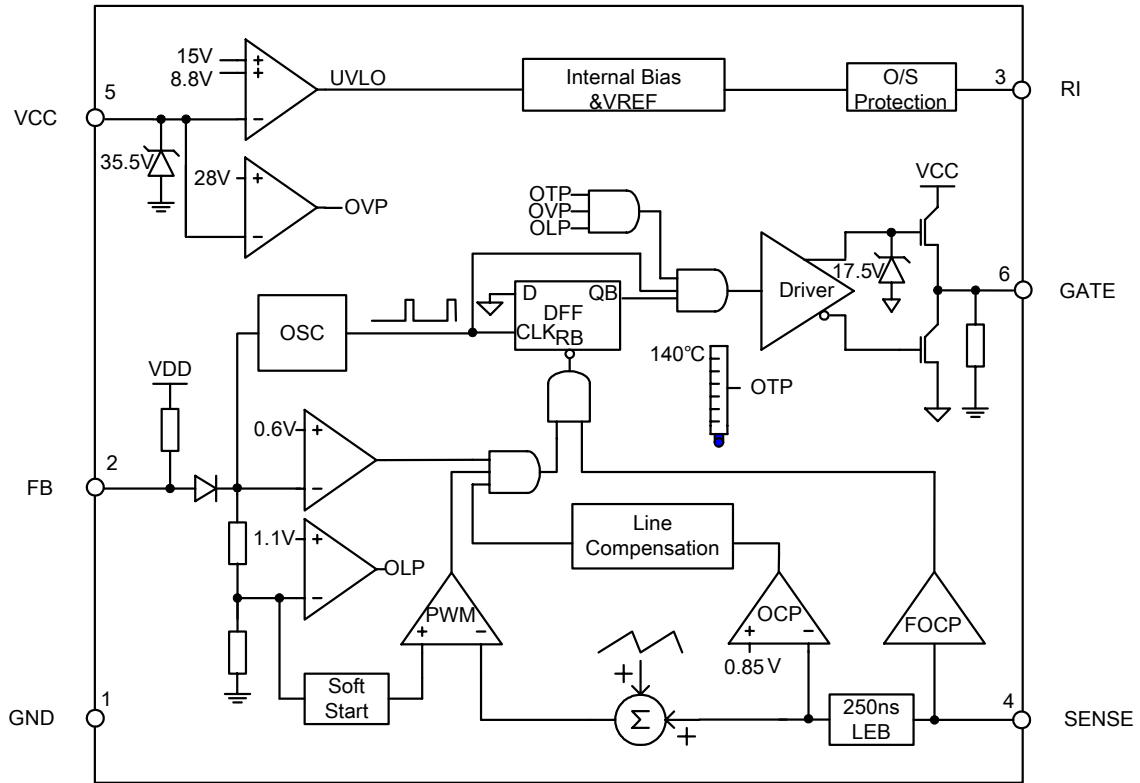 15V
8.8V
+
+
−
UVLO
Internal Bias
&VREF
O/S
Protection
3
RI
5
VCC
35.5V
28V
+
−
OVP
OTP
OVP
OLP
VCC
17.5V
6
GATE
Driver
D
QB
DFF
CLK
RB
OSC
140℃
OTP
VDD
0.6V
+
−
2
FB
1.1V
+
−
OLP
Line
Compensation
PWM
+
−
OCP
+
−
0.85 V
FOCP
Soft
Start
+
Σ
+
250ns
LEB
4
SENSE
1
GND